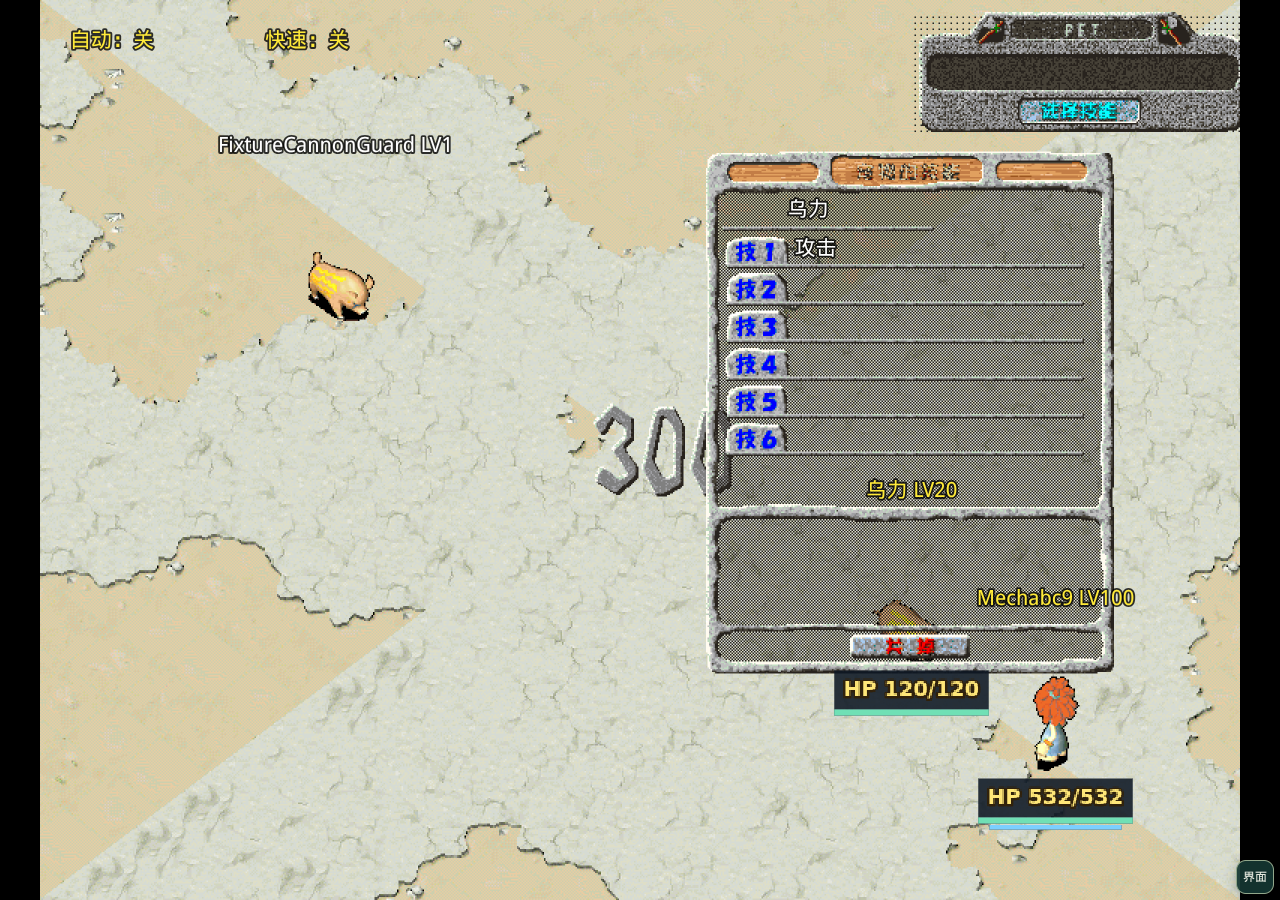 自动：关
快速：关
PET
选择技能
FixtureCannonGuard LV1
乌力
技1 攻击
技2
技3
技4
技5
技6
300
乌力 LV20
Mechabc9 LV100
关 掉
HP 120/120
HP 532/532
界面